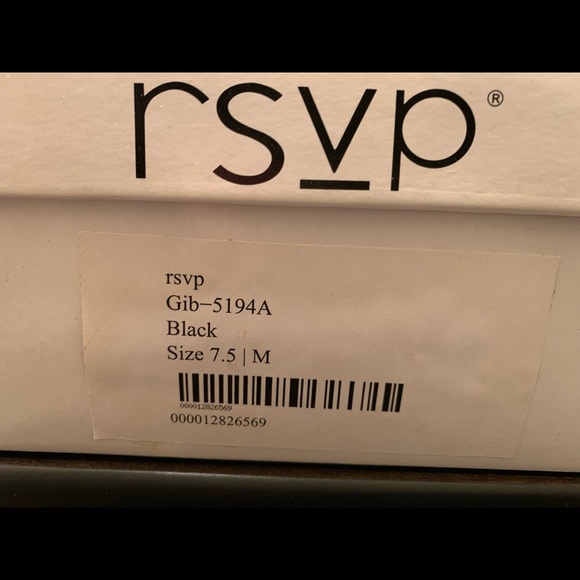 rsvp®
rsvp
Gib-5194A
Black
Size 7.5 | M
000012826569
000012826569